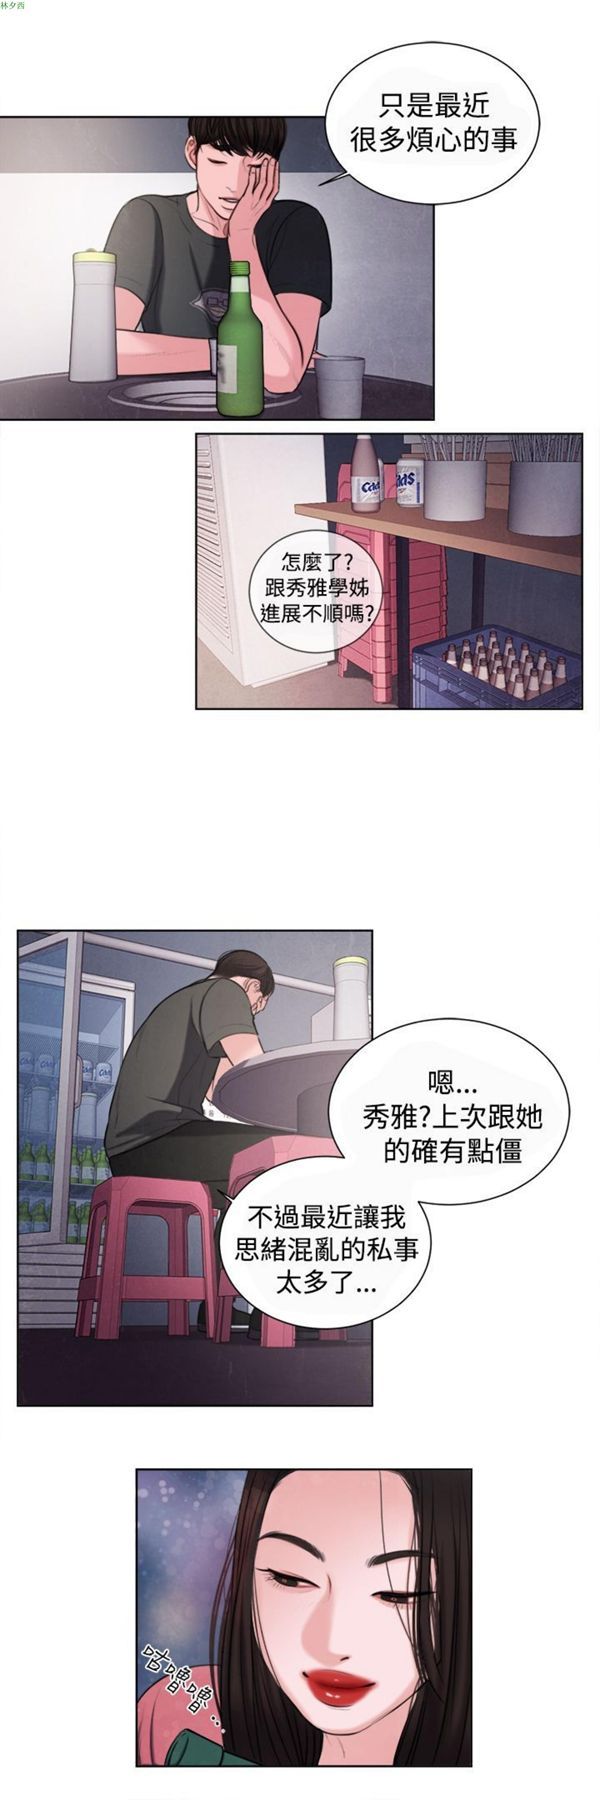 林夕西
只是最近
很多煩心的事
Cass
Cass
怎麼了?
跟秀雅學姊
進展不順嗎?
嗯...
秀雅?上次跟她
的確有點僵
不過最近讓我
思緒混亂的私事
太多了...
咕嚕嚕...